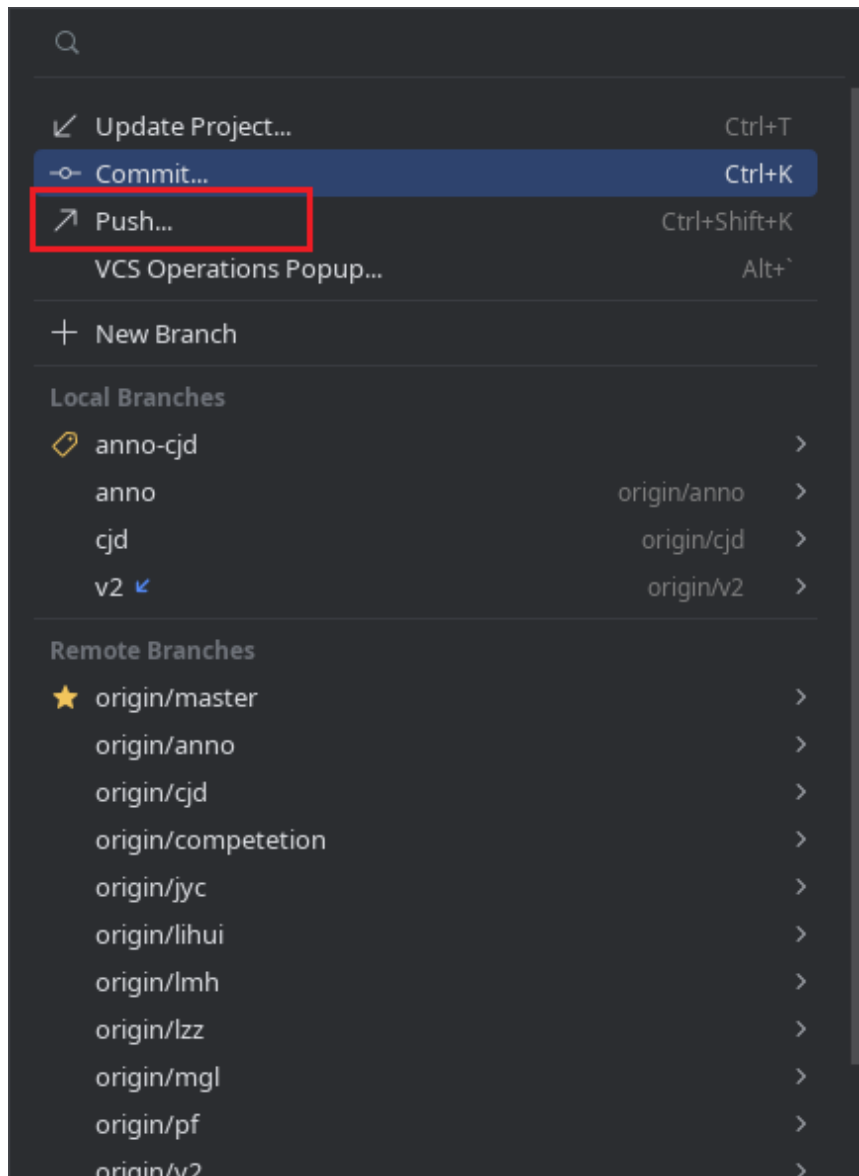 Update Project... Ctrl+T
Commit... Ctrl+K
Push... Ctrl+Shift+K
VCS Operations Popup... Alt+`
New Branch
Local Branches
anno-cjd
anno origin/anno
cjd origin/cjd
v2 origin/v2
Remote Branches
origin/master
origin/anno
origin/cjd
origin/competetion
origin/jyc
origin/lihui
origin/lmh
origin/lzz
origin/mgl
origin/pf
origin/v2